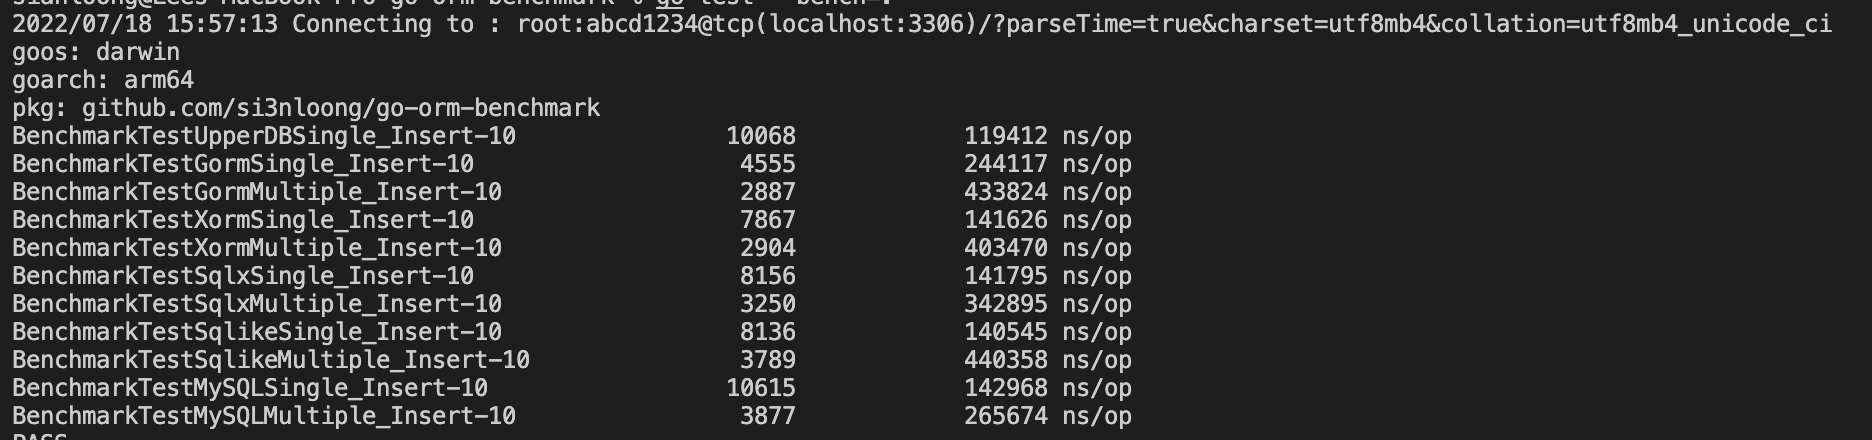 2022/07/18 15:57:13 Connecting to : root:abcd1234@tcp(localhost:3306)/?parseTime=true&charset=utf8mb4&collation=utf8mb4_unicode_ci
goos: darwin
goarch: arm64
pkg: github.com/si3nloong/go-orm-benchmark
BenchmarkTestUpperDBSingle_Insert-10 10068 119412 ns/op
BenchmarkTestGormSingle_Insert-10 4555 244117 ns/op
BenchmarkTestGormMultiple_Insert-10 2887 433824 ns/op
BenchmarkTestXormSingle_Insert-10 7867 141626 ns/op
BenchmarkTestXormMultiple_Insert-10 2904 403470 ns/op
BenchmarkTestSqlxSingle_Insert-10 8156 141795 ns/op
BenchmarkTestSqlxMultiple_Insert-10 3250 342895 ns/op
BenchmarkTestSqlikeSingle_Insert-10 8136 140545 ns/op
BenchmarkTestSqlikeMultiple_Insert-10 3789 440358 ns/op
BenchmarkTestMySQLSingle_Insert-10 10615 142968 ns/op
BenchmarkTestMySQLMultiple_Insert-10 3877 265674 ns/op
PASS